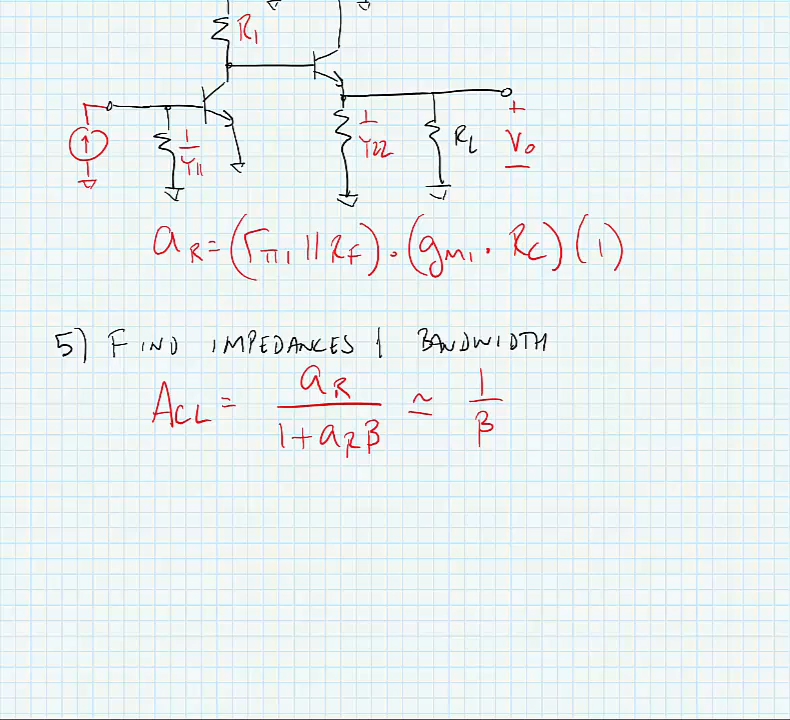 R1
1/Y11
1/Y22
RL
+
Vo
aR = (rπ1 || RF) · (gm1 · RC)(1)
5) FIND IMPEDANCES | BANDWIDTH
ACL = aR / (1 + aRβ) ≃ 1/β